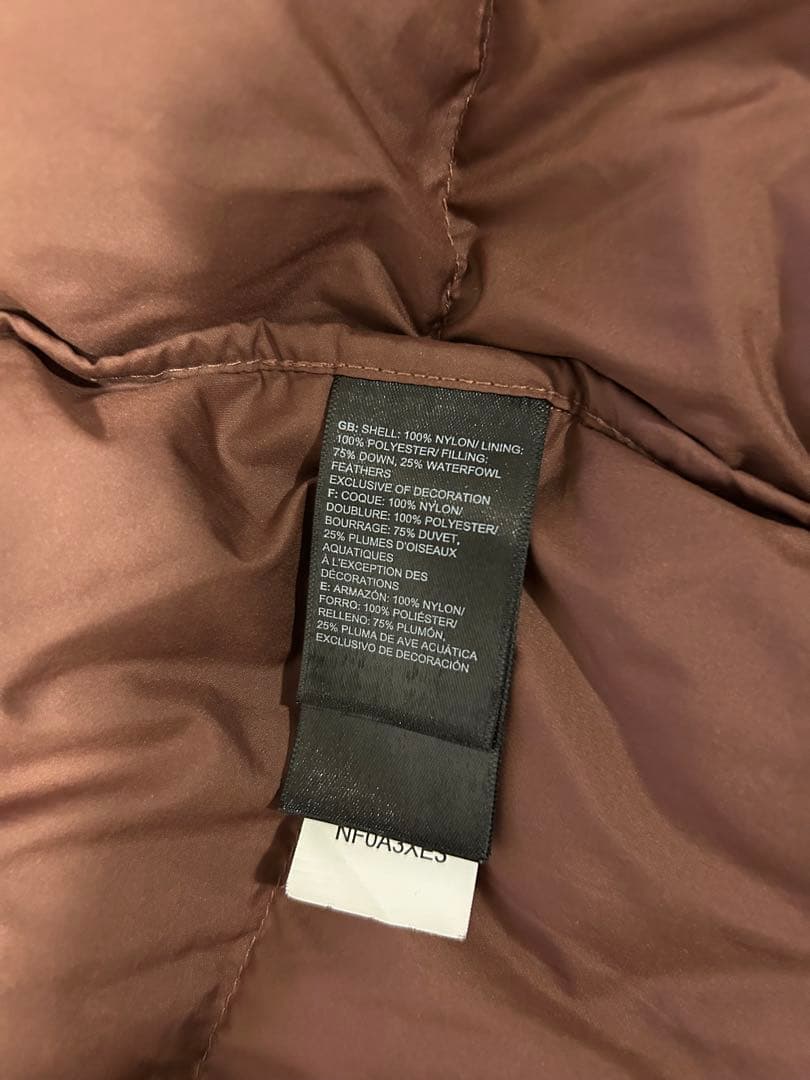 GB: SHELL: 100% NYLON/ LINING:
100% POLYESTER/ FILLING:
75% DOWN, 25% WATERFOWL
FEATHERS
EXCLUSIVE OF DECORATION
F: COQUE: 100% NYLON/
DOUBLURE: 100% POLYESTER/
BOURRAGE: 75% DUVET,
25% PLUMES D'OISEAUX
AQUATIQUES
À L'EXCEPTION DES
DÉCORATIONS
E: ARMAZÓN: 100% NYLON/
FORRO: 100% POLIÉSTER/
RELLENO: 75% PLUMÓN,
25% PLUMA DE AVE ACUÁTICA
EXCLUSIVO DE DECORACIÓN